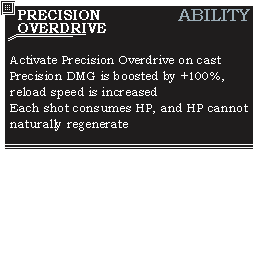 PRECISION ABILITY
OVERDRIVE
Activate Precision Overdrive on cast
Precision DMG is boosted by +100%,
reload speed is increased
Each shot consumes HP, and HP cannot
naturally regenerate